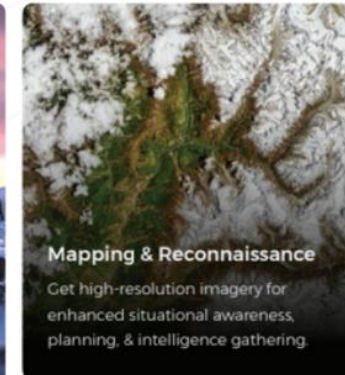 Mapping & Reconnaissance
Get high-resolution imagery for
enhanced situational awareness,
planning, & intelligence gathering.